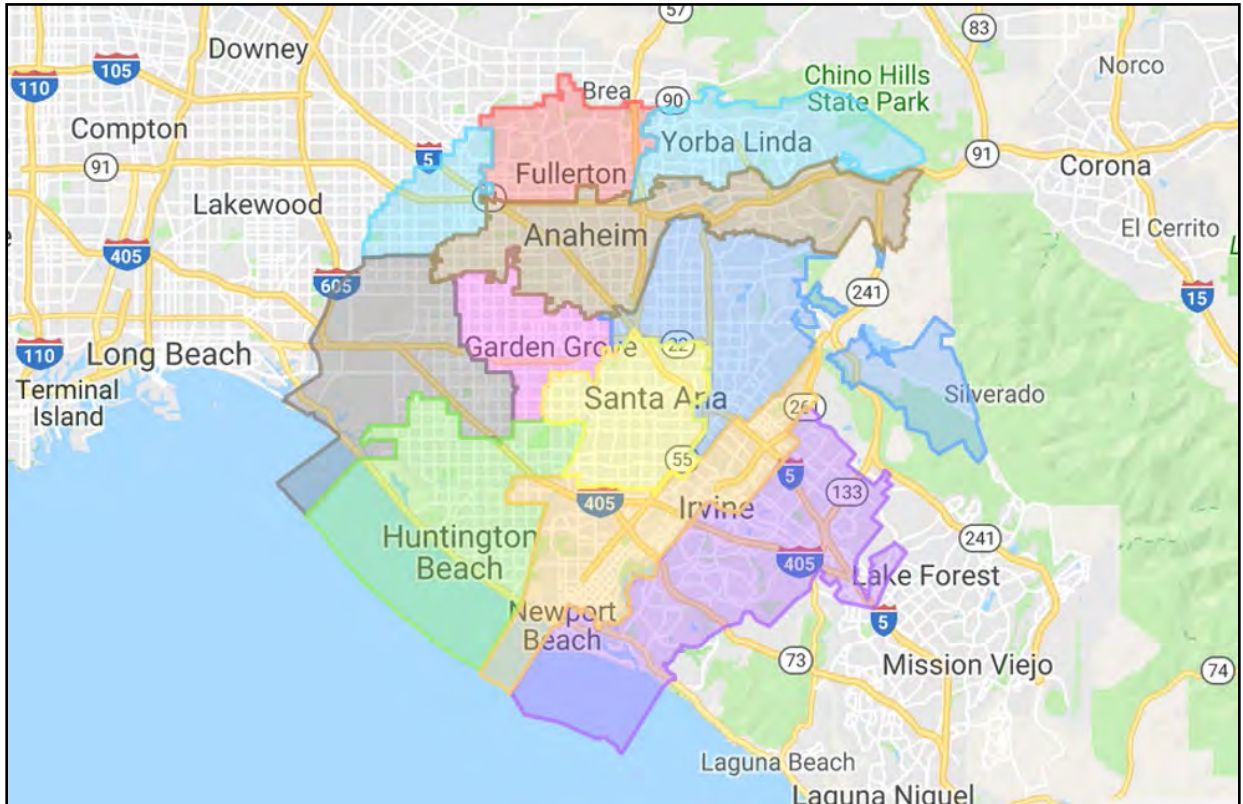 57
83
Downey
Norco
105
110
Brea
90
Chino Hills
State Park
Compton
5
Yorba Linda
91
91
Corona
Fullerton
Lakewood
El Cerrito
Anaheim
405
605
241
15
110
Long Beach
Garden Grove
22
Terminal
Island
Santa Ana
Silverado
261
55
5
133
405
Irvine
Huntington
Beach
241
405
Lake Forest
Newport
Beach
5
73
Mission Viejo
74
Laguna Beach
Laguna Niguel